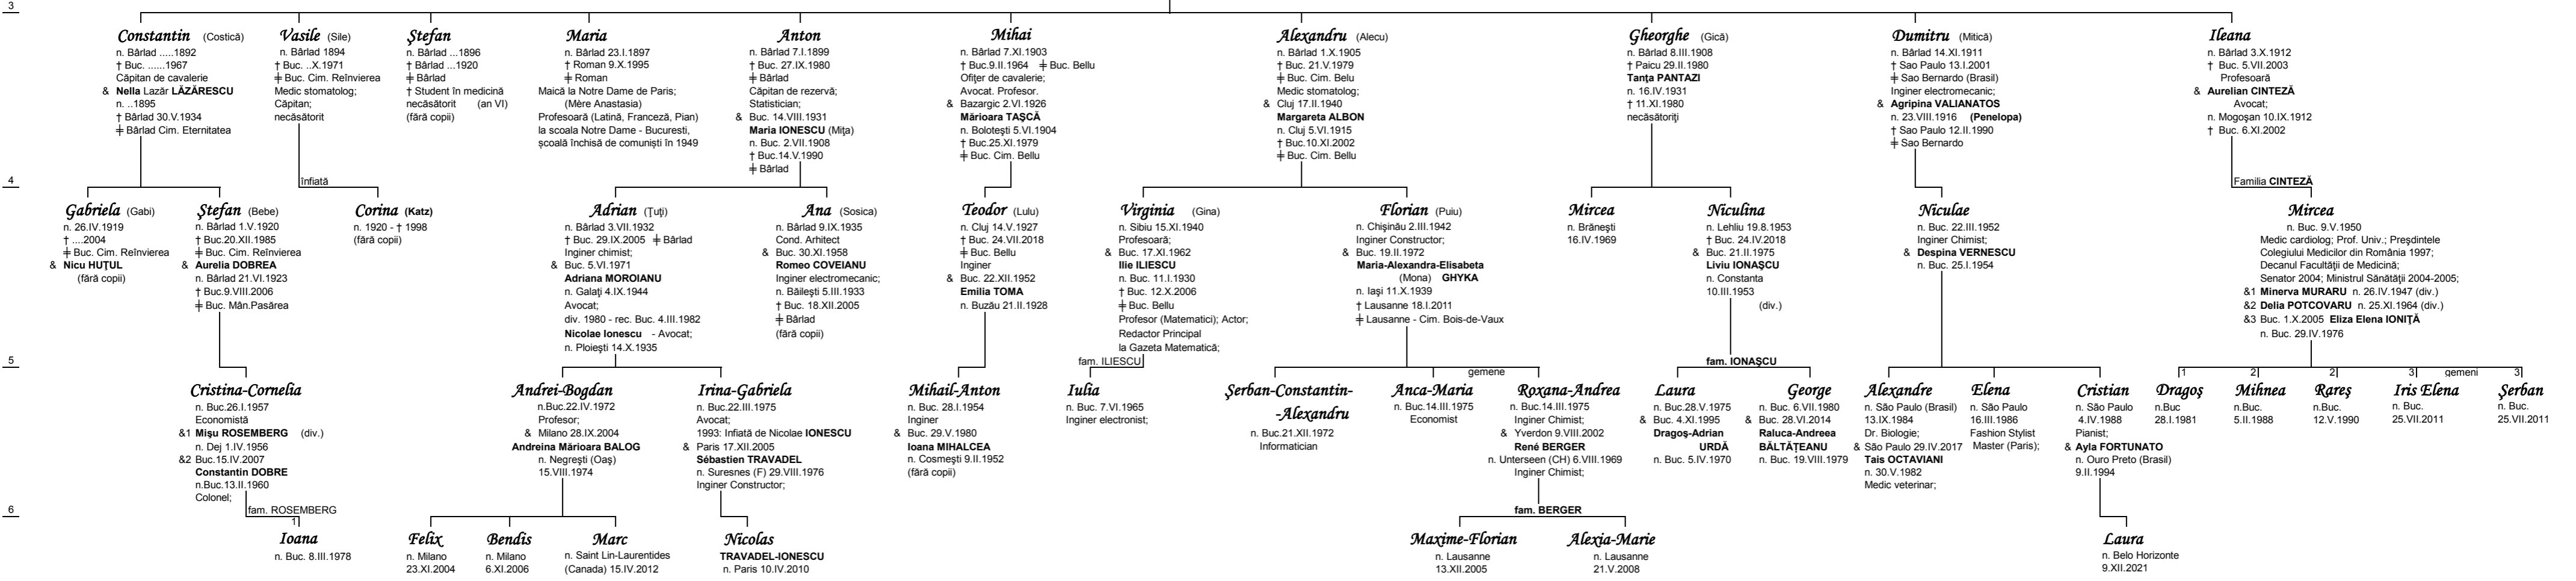 3
Constantin (Costică)
n. Bârlad .....1892
† Buc. ......1967
Căpitan de cavalerie
& Nella Lazăr LĂZĂRESCU
n. ..1895
† Bârlad 30.V.1934
╪ Bârlad Cim. Eternitatea
Vasile (Sile)
n. Bârlad 1894
† Buc. ..X.1971
╪ Buc. Cim. Reînvierea
Medic stomatolog;
Căpitan;
necăsătorit
Ştefan
n. Bârlad ...1896
† Bârlad ...1920
╪ Bârlad
† Student în medicină
necăsătorit (an VI)
(fără copii)
Maria
n. Bârlad 23.I.1897
† Roman 9.X.1995
╪ Roman
Maică la Notre Dame de Paris;
(Mère Anastasia)
Profesoară (Latină, Franceză, Pian)
la scoala Notre Dame - Bucuresti,
școală închisă de comuniști în 1949
Anton
n. Bârlad 7.I.1899
† Buc. 27.IX.1980
╪ Bârlad
Căpitan de rezervă;
Statistician;
& Buc. 14.VIII.1931
Maria IONESCU (Miţa)
n. Buc. 2.VII.1908
† Buc.14.V.1990
╪ Bârlad
Mihai
n. Bârlad 7.XI.1903
† Buc.9.II.1964 ╪ Buc. Bellu
Ofiţer de cavalerie;
Avocat. Profesor.
& Bazargic 2.VI.1926
Mărioara TAŞCĂ
n. Boloteşti 5.VI.1904
† Buc.25.XI.1979
╪ Buc. Cim. Bellu
Alexandru (Alecu)
n. Bârlad 1.X.1905
† Buc. 21.V.1979
╪ Buc. Cim. Belu
Medic stomatolog;
& Cluj 17.II.1940
Margareta ALBON
n. Cluj 5.VI.1915
† Buc.10.XI.2002
╪ Buc. Cim. Bellu
Gheorghe (Gică)
n. Bârlad 8.III.1908
† Paicu 29.II.1980
Tanţa PANTAZI
n. 16.IV.1931
† 11.XI.1980
necăsătoriţi
Dumitru (Mitică)
n. Bârlad 14.XI.1911
† Sao Paulo 13.I.2001
╪ Sao Bernardo (Brasil)
Inginer electromecanic;
& Agripina VALIANATOS
n. 23.VIII.1916 (Penelopa)
† Sao Paulo 12.II.1990
╪ Sao Bernardo
Ileana
n. Bârlad 3.X.1912
† Buc. 5.VII.2003
Profesoară
& Aurelian CINTEZĂ
Avocat;
n. Mogoşan 10.IX.1912
† Buc. 6.XI.2002
4
înfiată
Familia CINTEZĂ
Gabriela (Gabi)
n. 26.IV.1919
† ....2004
╪ Buc. Cim. Reînvierea
& Nicu HUŢUL
(fără copii)
Ştefan (Bebe)
n. Bârlad 1.V.1920
† Buc.20.XII.1985
╪ Buc. Cim. Reînvierea
& Aurelia DOBREA
n. Bârlad 21.VI.1923
† Buc.9.VIII.2006
╪ Buc. Mân.Pasărea
Corina (Katz)
n. 1920 - † 1998
(fără copii)
Adrian (Ţuţi)
n. Bârlad 3.VII.1932
† Buc. 29.IX.2005 ╪ Bârlad
Inginer chimist;
& Buc. 5.VI.1971
Adriana MOROIANU
n. Galaţi 4.IX.1944
Avocat;
div. 1980 - rec. Buc. 4.III.1982
Nicolae Ionescu - Avocat;
n. Ploieşti 14.X.1935
Ana (Sosica)
n. Bârlad 9.IX.1935
Cond. Arhitect
& Buc. 30.XI.1958
Romeo COVEIANU
Inginer electromecanic;
n. Băileşti 5.III.1933
† Buc. 18.XII.2005
╪ Bârlad
(fără copii)
Teodor (Lulu)
n. Cluj 14.V.1927
† Buc. 24.VII.2018
╪ Buc. Bellu
Inginer
& Buc. 22.XII.1952
Emilia TOMA
n. Buzău 21.II.1928
Virginia (Gina)
n. Sibiu 15.XI.1940
Profesoară;
& Buc. 17.XI.1962
Ilie ILIESCU
n. Buc. 11.I.1930
† Buc. 12.X.2006
╪ Buc. Bellu
Profesor (Matematici); Actor;
Redactor Principal
la Gazeta Matematică;
Florian (Puiu)
n. Chişinău 2.III.1942
Inginer Constructor;
& Buc. 19.II.1972
Maria-Alexandra-Elisabeta
(Mona) GHYKA
n. Iaşi 11.X.1939
† Lausanne 18.I.2011
╪ Lausanne - Cim. Bois-de-Vaux
Mircea
n. Brăneşti
16.IV.1969
Niculina
n. Lehliu 19.8.1953
† Buc. 24.IV.2018
& Buc. 21.II.1975
Liviu IONAŞCU
n. Constanta
10.III.1953
(div.)
Niculae
n. Buc. 22.III.1952
Inginer Chimist;
& Despina VERNESCU
n. Buc. 25.I.1954
Mircea
n. Buc. 9.V.1950
Medic cardiolog; Prof. Univ.; Preşdintele
Colegiului Medicilor din România 1997;
Decanul Facultăţii de Medicină;
Senator 2004; Ministrul Sănătăţii 2004-2005;
&1 Minerva MURARU n. 26.IV.1947 (div.)
&2 Delia POTCOVARU n. 25.XI.1964 (div.)
&3 Buc. 1.X.2005 Eliza Elena IONIŢĂ
n. Buc. 29.IV.1976
5
fam. ILIESCU
gemene
fam. IONAŞCU
1 2 2 3 gemeni 3
Cristina-Cornelia
n. Buc.26.I.1957
Economistă
&1 Mişu ROSEMBERG (div.)
n. Dej 1.IV.1956
&2 Buc.15.IV.2007
Constantin DOBRE
n.Buc.13.II.1960
Colonel;
Andrei-Bogdan
n.Buc.22.IV.1972
Profesor;
& Milano 28.IX.2004
Andreina Mărioara BALOG
n. Negreşti (Oaş)
15.VIII.1974
Irina-Gabriela
n. Buc.22.III.1975
Avocat;
1993: Infiată de Nicolae IONESCU
& Paris 17.XII.2005
Sébastien TRAVADEL
n. Suresnes (F) 29.VIII.1976
Inginer Constructor;
Mihail-Anton
n. Buc. 28.I.1954
Inginer
& Buc. 29.V.1980
Ioana MIHALCEA
n. Cosmeşti 9.II.1952
(fără copii)
Iulia
n. Buc. 7.VI.1965
Inginer electronist;
Şerban-Constantin-
-Alexandru
n. Buc.21.XII.1972
Informatician
Anca-Maria
n. Buc.14.III.1975
Economist
Roxana-Andrea
n. Buc.14.III.1975
Inginer Chimist;
& Yverdon 9.VIII.2002
René BERGER
n. Unterseen (CH) 6.VIII.1969
Inginer Chimist;
Laura
n. Buc.28.V.1975
& Buc. 4.XI.1995
Dragoş-Adrian
URDĂ
n. Buc. 5.IV.1970
George
n. Buc. 6.VII.1980
& Buc. 28.VI.2014
Raluca-Andreea
BĂLTĂŢEANU
n. Buc. 19.VIII.1979
Alexandre
n. São Paulo (Brasil)
13.IX.1984
Dr. Biologie;
& São Paulo 29.IV.2017
Tais OCTAVIANI
n. 30.V.1982
Medic veterinar;
Elena
n. São Paulo
16.III.1986
Fashion Stylist
Master (Paris);
Cristian
n. São Paulo
4.IV.1988
Pianist;
& Ayla FORTUNATO
n. Ouro Preto (Brasil)
9.II.1994
Dragoş
n.Buc
28.I.1981
Mihnea
n.Buc.
5.II.1988
Rareş
n.Buc.
12.V.1990
Iris Elena
n. Buc.
25.VII.2011
Şerban
n. Buc.
25.VII.2011
6
fam. ROSEMBERG
1
fam. BERGER
Ioana
n. Buc. 8.III.1978
Felix
n. Milano
23.XI.2004
Bendis
n. Milano
6.XI.2006
Marc
n. Saint Lin-Laurentides
(Canada) 15.IV.2012
Nicolas
TRAVADEL-IONESCU
n. Paris 10.IV.2010
Maxime-Florian
n. Lausanne
13.XII.2005
Alexia-Marie
n. Lausanne
21.V.2008
Laura
n. Belo Horizonte
9.XII.2021